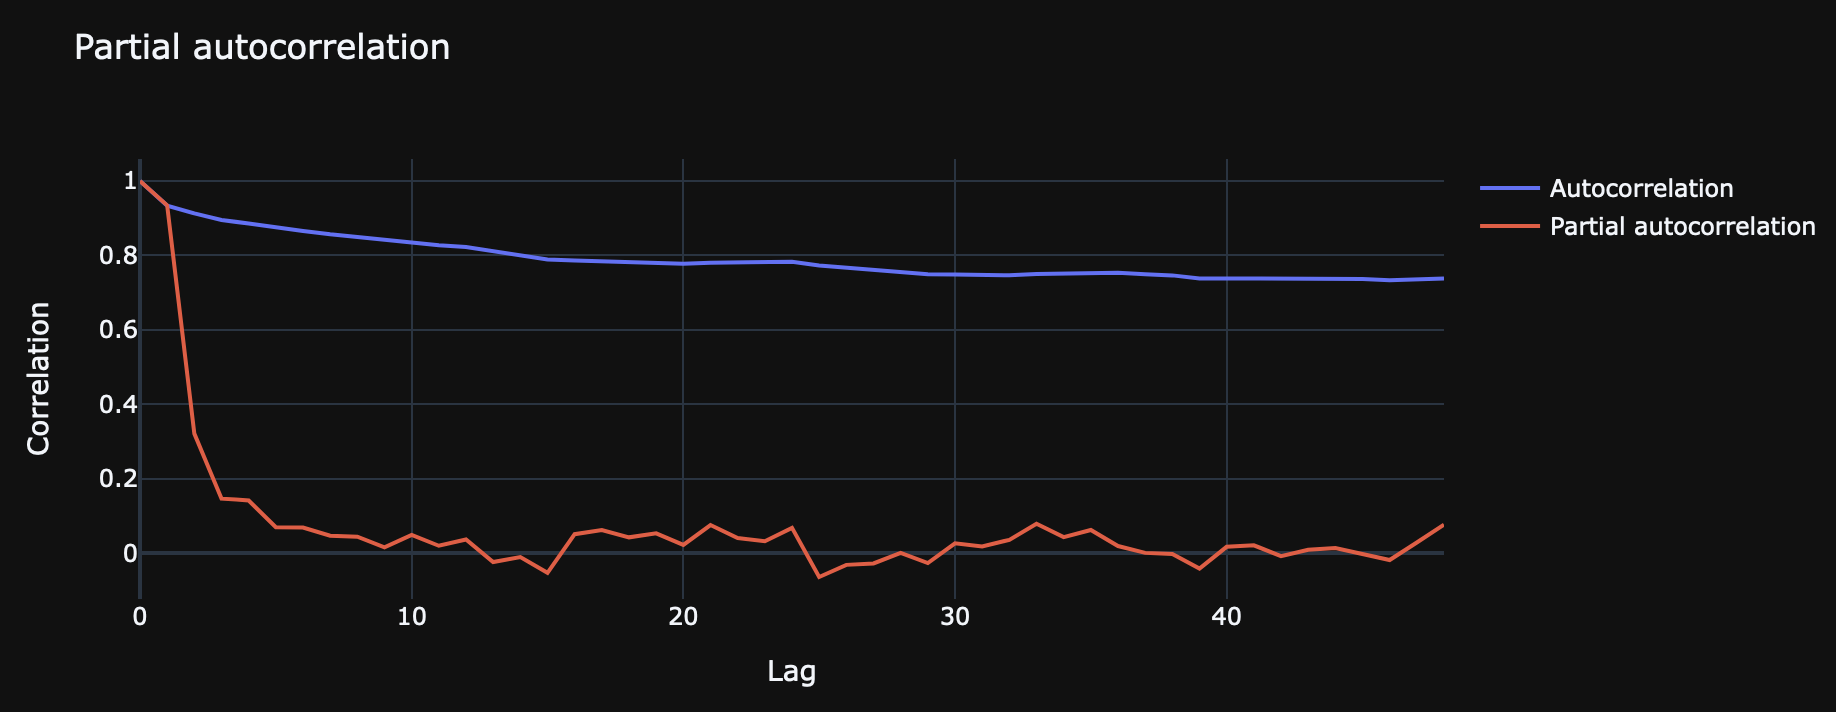 Partial autocorrelation
1
0.8
0.6
0.4
0.2
0
Correlation
0 10 20 30 40
Lag
Autocorrelation
Partial autocorrelation